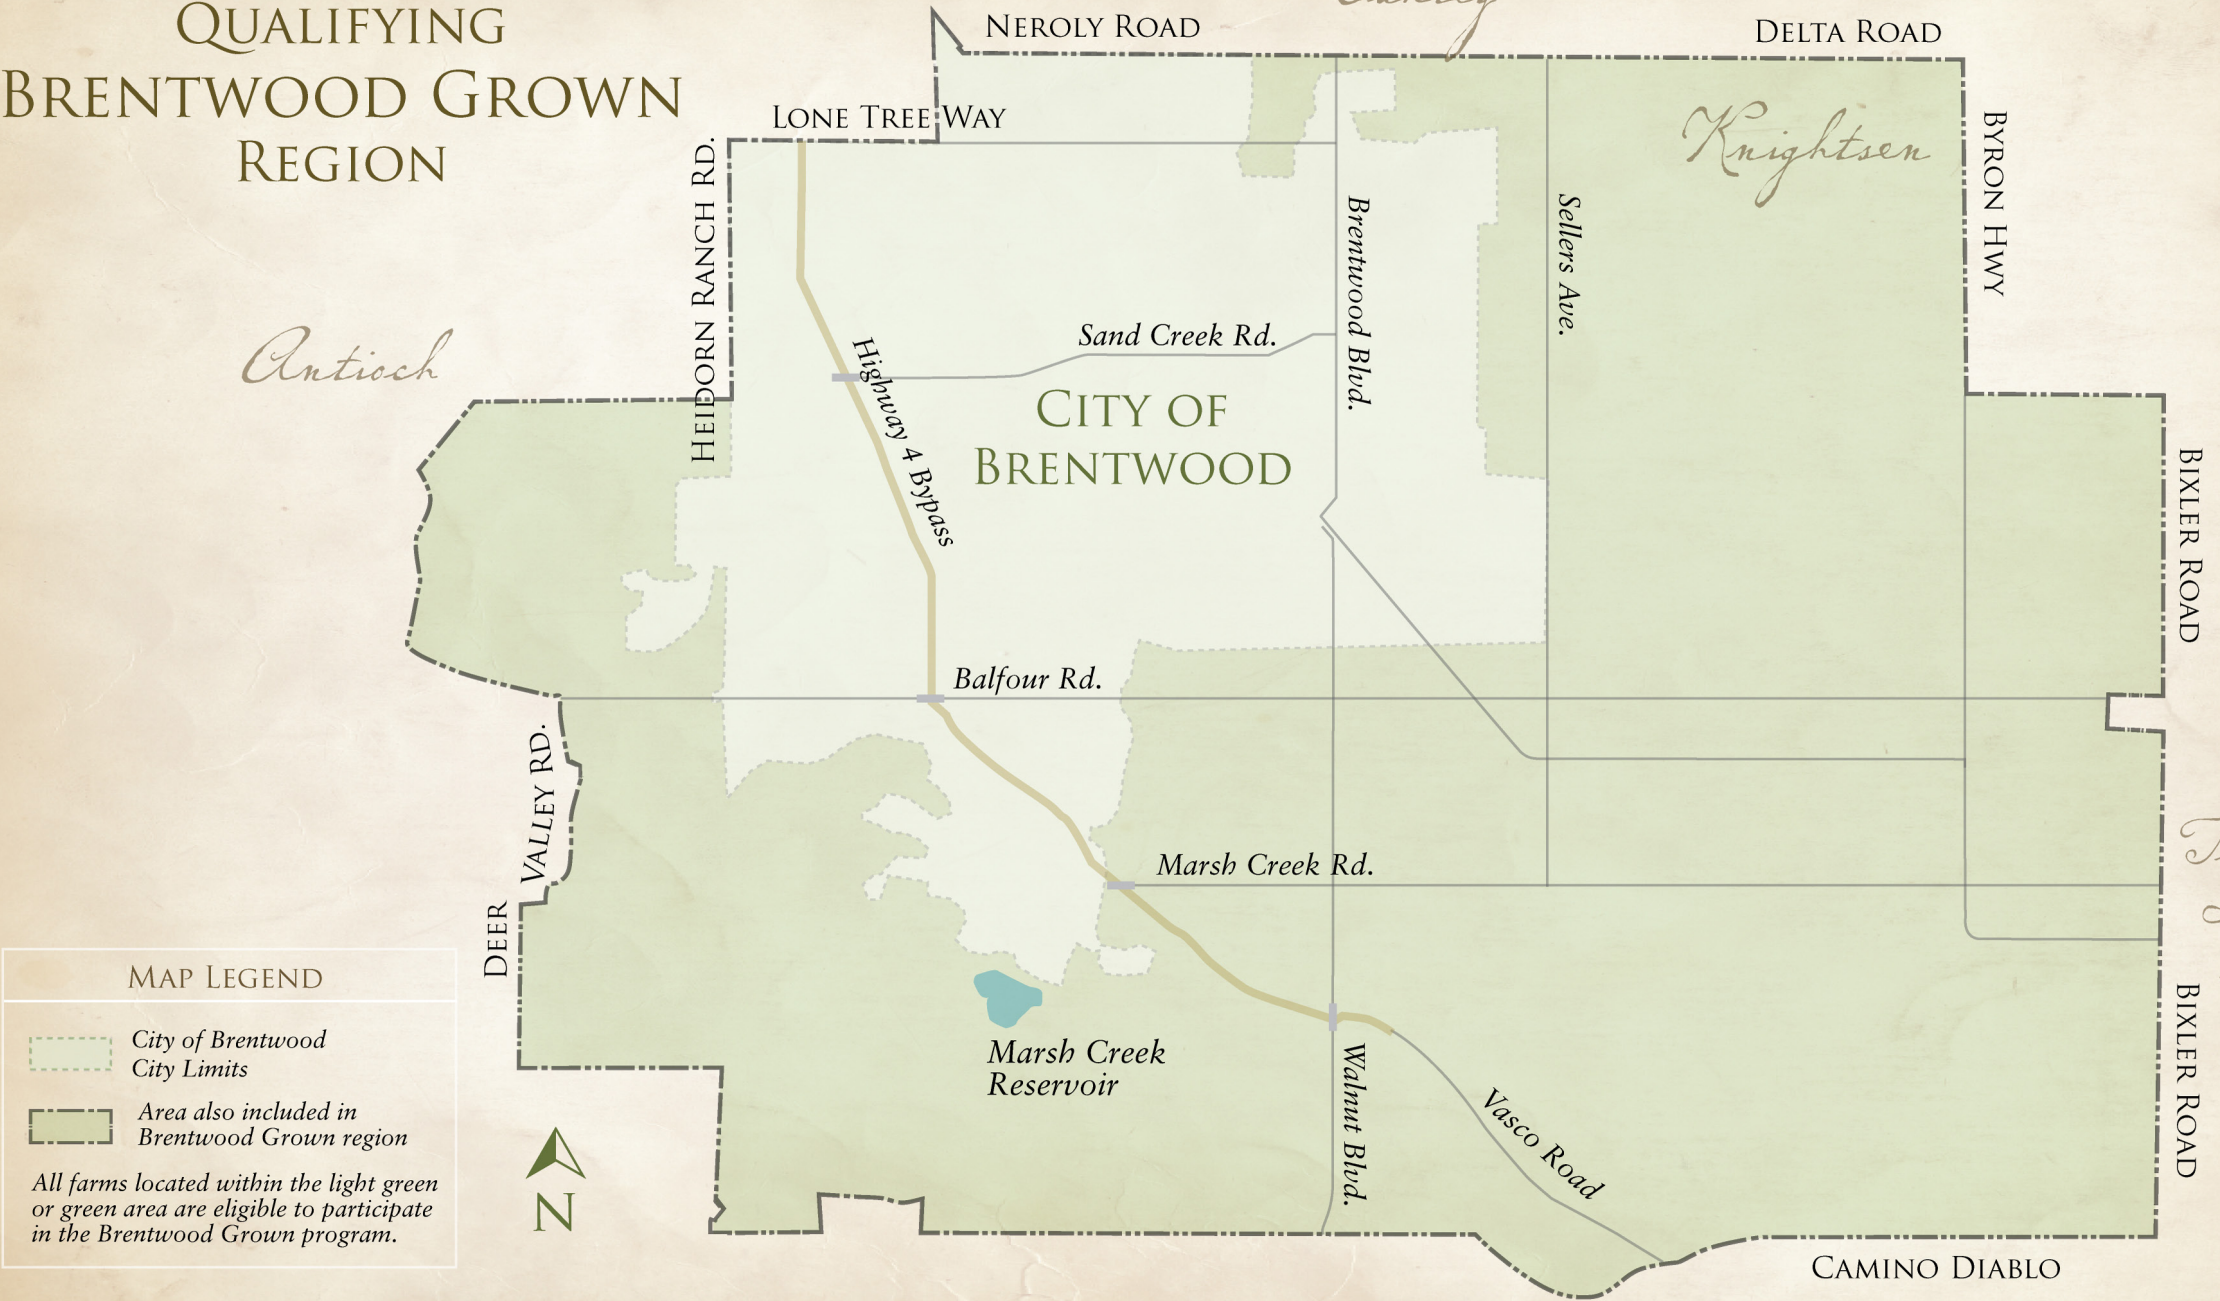 QUALIFYING
BRENTWOOD GROWN
REGION
NEROLY ROAD
DELTA ROAD
LONE TREE WAY
Knightsen
BYRON HWY
HEIDORN RANCH RD.
Brentwood Blvd.
Sellers Ave.
Antioch
Sand Creek Rd.
Highway 4 Bypass
CITY OF
BRENTWOOD
BIXLER ROAD
Balfour Rd.
DEER VALLEY RD.
Marsh Creek Rd.
Marsh Creek
Reservoir
BIXLER ROAD
Walnut Blvd.
Vasco Road
CAMINO DIABLO
MAP LEGEND
City of Brentwood
City Limits
Area also included in
Brentwood Grown region
All farms located within the light green
or green area are eligible to participate
in the Brentwood Grown program.
N